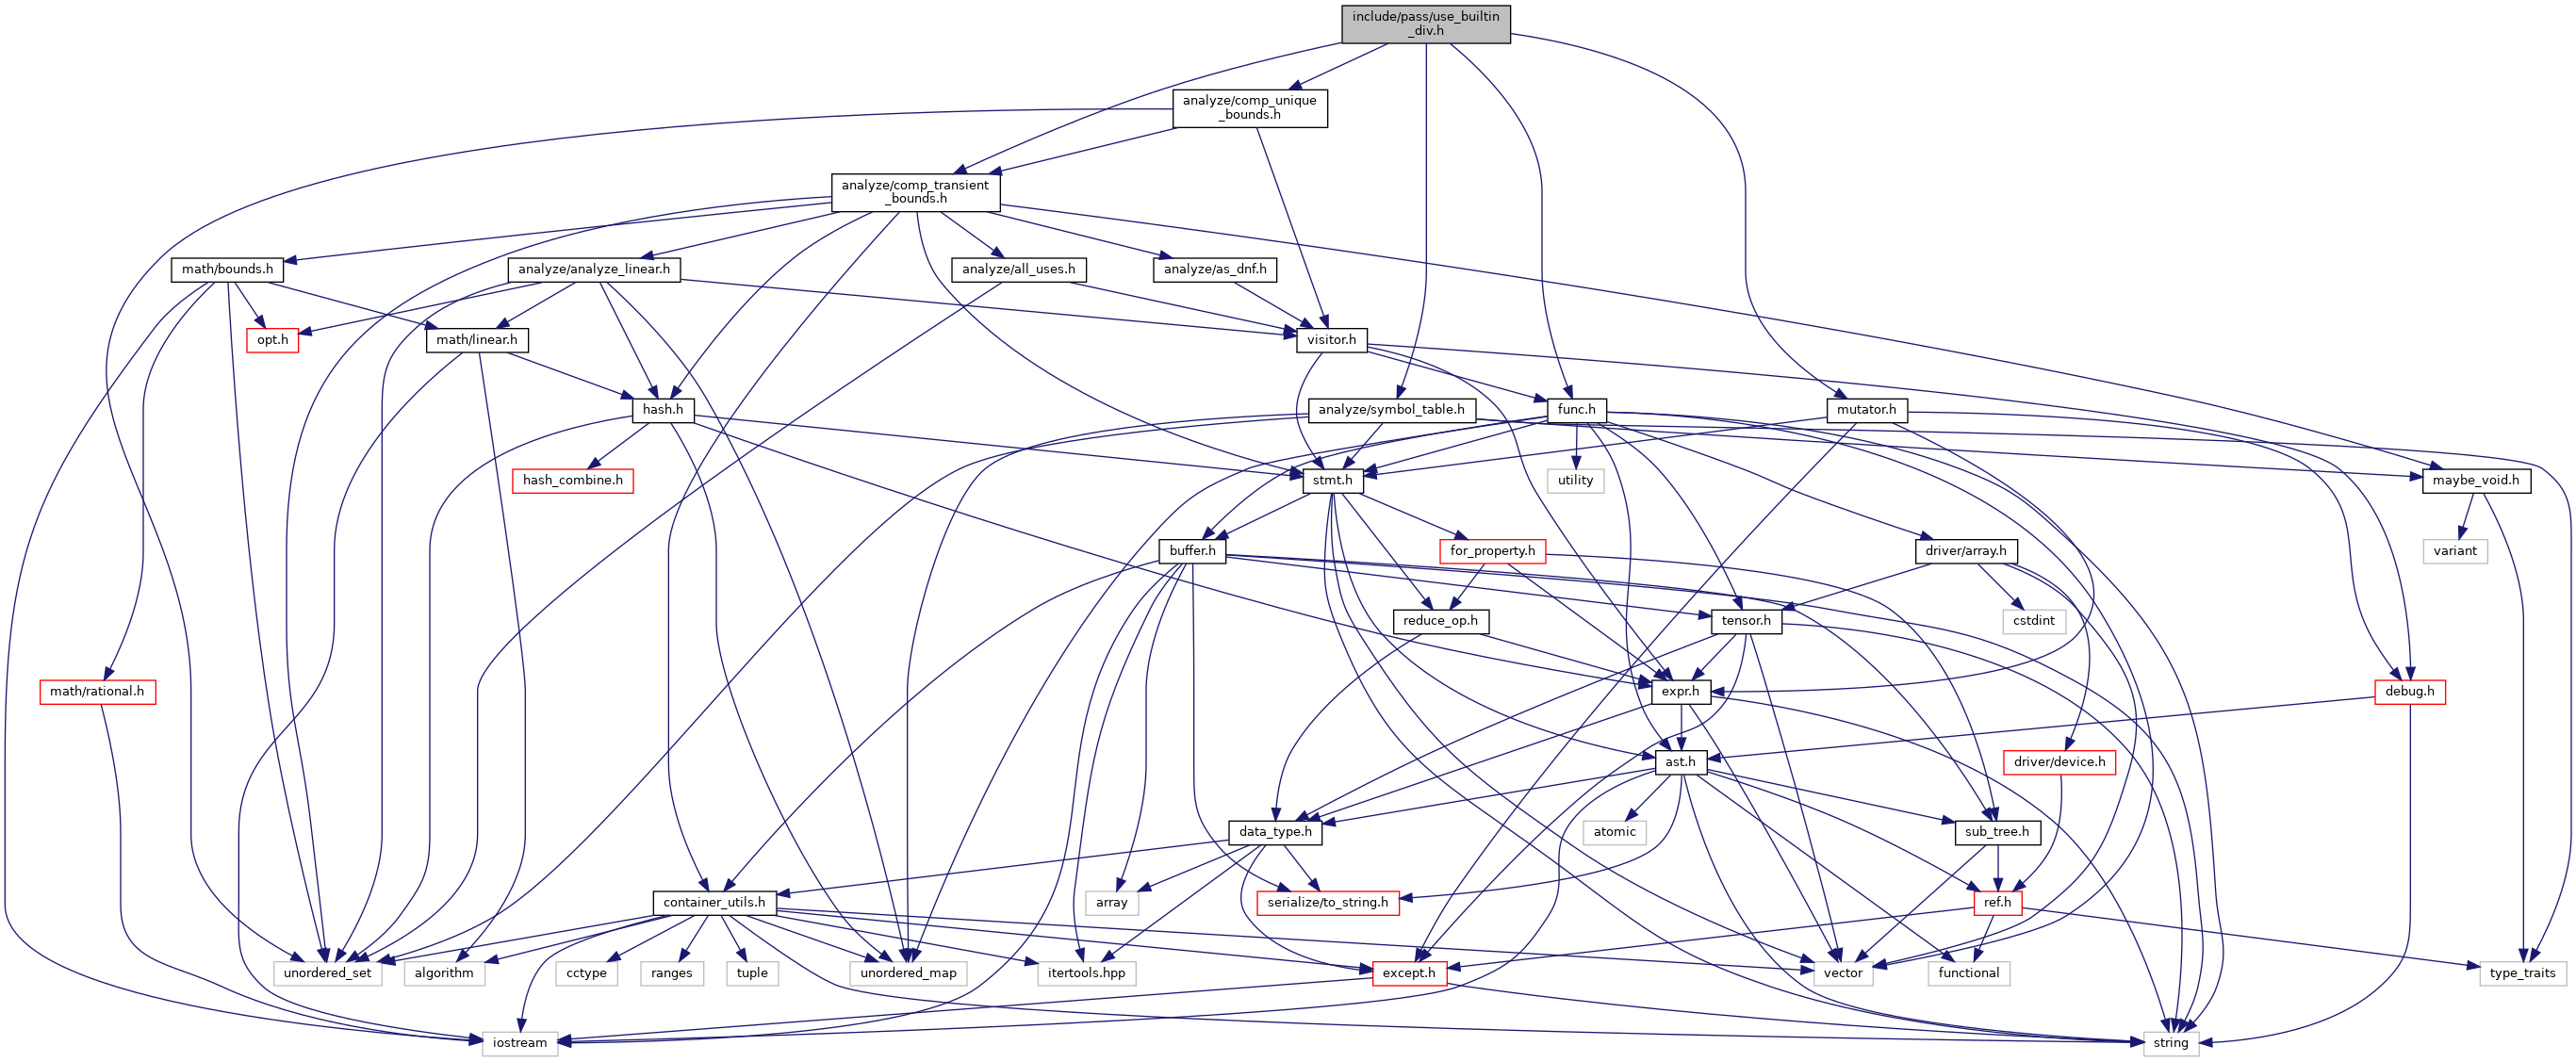 include/pass/use_builtin
_div.h
analyze/comp_unique
_bounds.h
analyze/comp_transient
_bounds.h
math/bounds.h
analyze/analyze_linear.h
analyze/all_uses.h
analyze/as_dnf.h
opt.h
math/linear.h
visitor.h
hash.h
analyze/symbol_table.h
func.h
mutator.h
hash_combine.h
stmt.h
utility
maybe_void.h
buffer.h
for_property.h
driver/array.h
variant
reduce_op.h
tensor.h
cstdint
math/rational.h
expr.h
debug.h
ast.h
driver/device.h
data_type.h
atomic
sub_tree.h
container_utils.h
array
serialize/to_string.h
ref.h
unordered_set
algorithm
cctype
ranges
tuple
unordered_map
itertools.hpp
except.h
vector
functional
type_traits
iostream
string